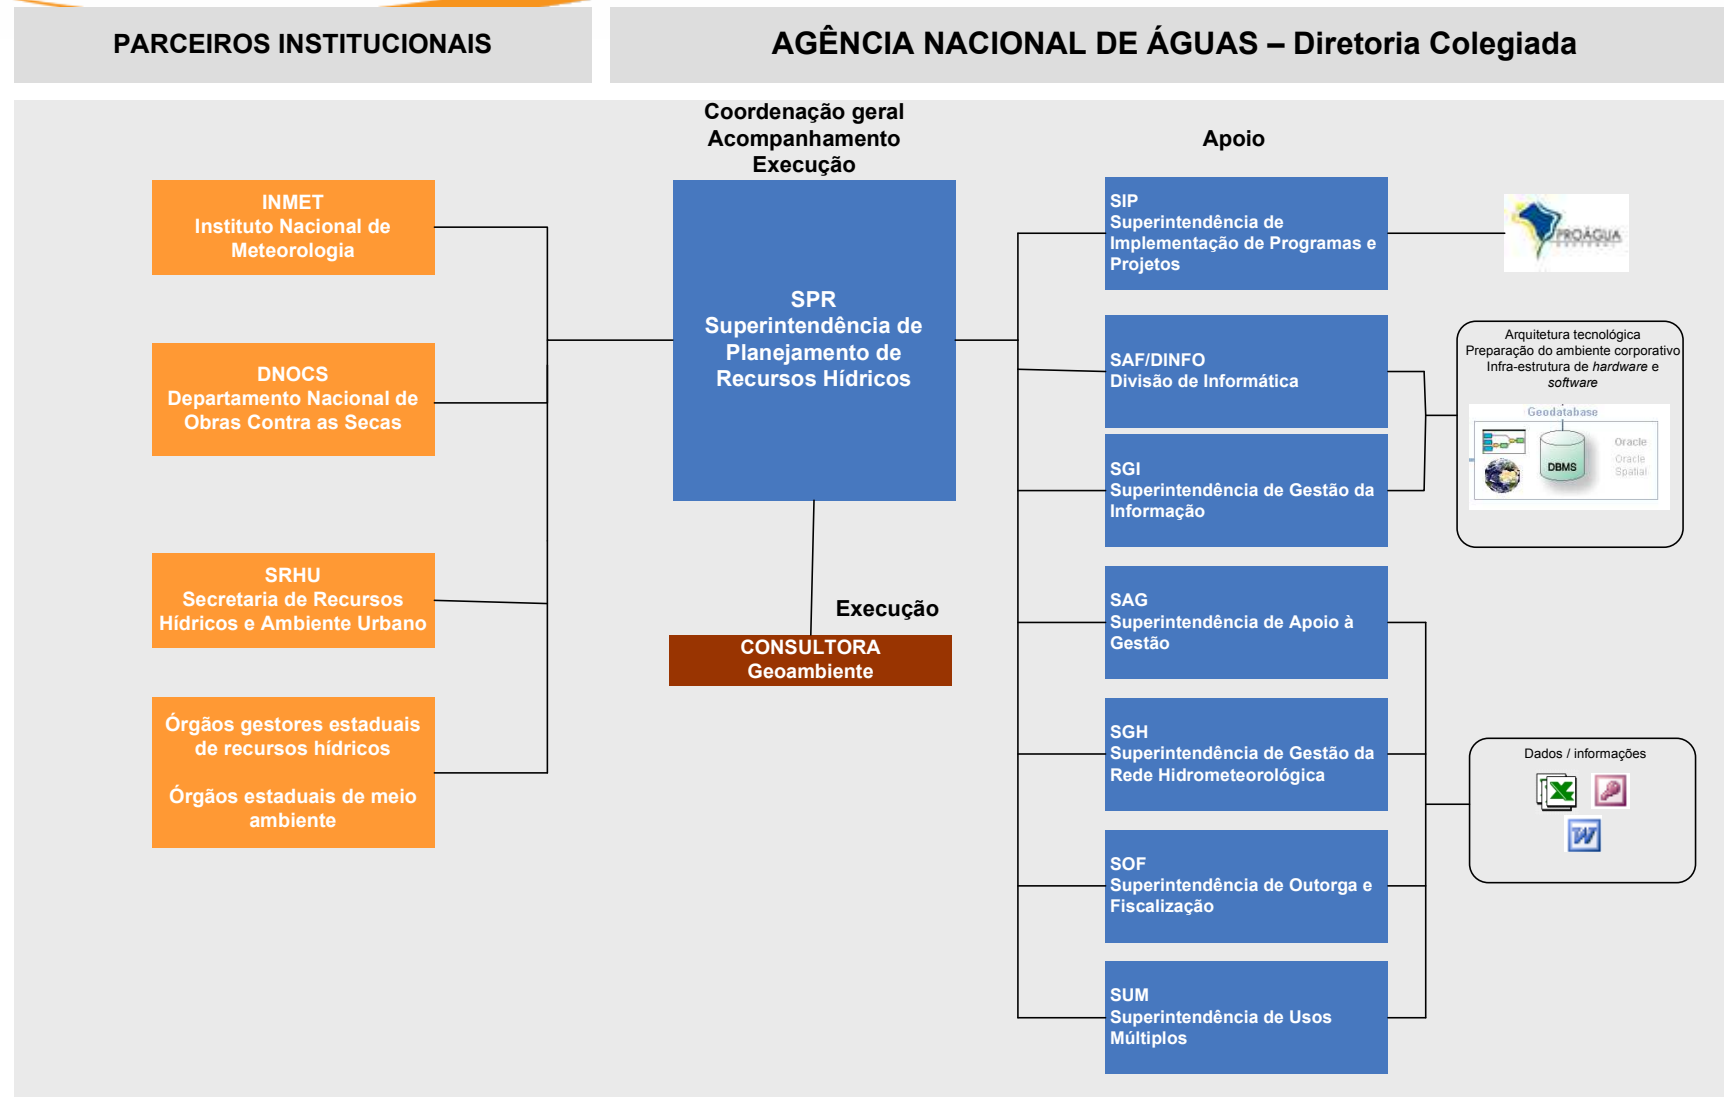 PARCEIROS INSTITUCIONAIS
AGÊNCIA NACIONAL DE ÁGUAS – Diretoria Colegiada
Coordenação geral
Acompanhamento
Execução
Apoio
INMET
Instituto Nacional de
Meteorologia
DNOCS
Departamento Nacional de
Obras Contra as Secas
SRHU
Secretaria de Recursos
Hídricos e Ambiente Urbano
Órgãos gestores estaduais
de recursos hídricos
Órgãos estaduais de meio
ambiente
SPR
Superintendência de
Planejamento de
Recursos Hídricos
Execução
CONSULTORA
Geoambiente
SIP
Superintendência de
Implementação de Programas e
Projetos
SAF/DINFO
Divisão de Informática
SGI
Superintendência de Gestão da
Informação
SAG
Superintendência de Apoio à
Gestão
SGH
Superintendência de Gestão da
Rede Hidrometeorológica
SOF
Superintendência de Outorga e
Fiscalização
SUM
Superintendência de Usos
Múltiplos
PROÁGUA
Arquitetura tecnológica
Preparação do ambiente corporativo
Infra-estrutura de hardware e
software
Geodatabase
DBMS
Oracle
Oracle
Spatial
Dados / informações